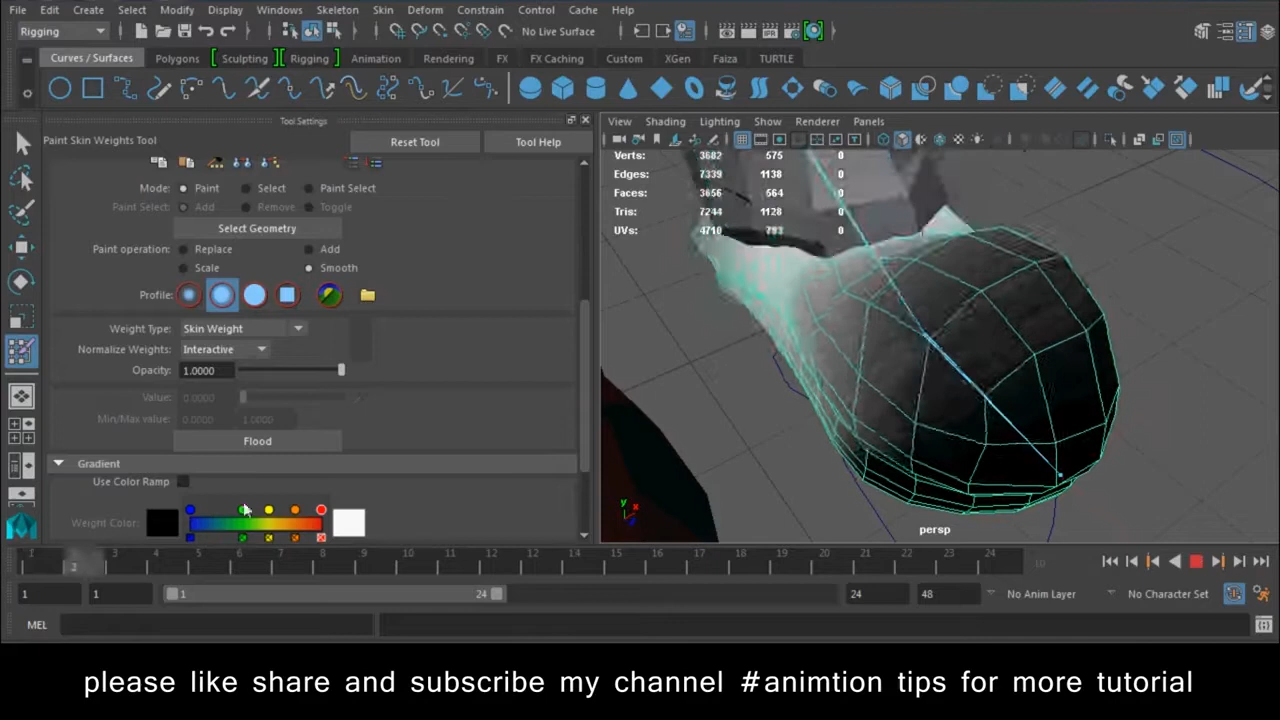 File Edit Create Select Modify Display Windows Skeleton Skin Deform Constrain Control Cache Help
Rigging
No Live Surface
Curves / Surfaces Polygons Sculpting Rigging Animation Rendering FX FX Caching Custom XGen Faiza TURTLE
Tool Settings
Paint Skin Weights Tool Reset Tool Tool Help
Mode: Paint Select Paint Select
Paint Select: Add Remove Toggle
Select Geometry
Paint operation: Replace Add
Scale Smooth
Profile:
Weight Type: Skin Weight
Normalize Weights: Interactive
Opacity: 1.0000
Value: 0.0000
Min/Max value: 0.0000 1.0000
Flood
Gradient
Use Color Ramp
Weight Color:
View Shading Lighting Show Renderer Panels
Verts: 3682 575 0
Edges: 7339 1138 0
Faces: 3656 564 0
Tris: 7244 1128 0
UVs: 4710 793 0
y
x
persp
1 2 3 4 5 6 7 8 9 10 11 12 13 14 15 16 17 18 19 20 21 22 23 24
1 1 1 24 24 48 No Anim Layer No Character Set
MEL
please like share and subscribe my channel #animtion tips for more tutorial